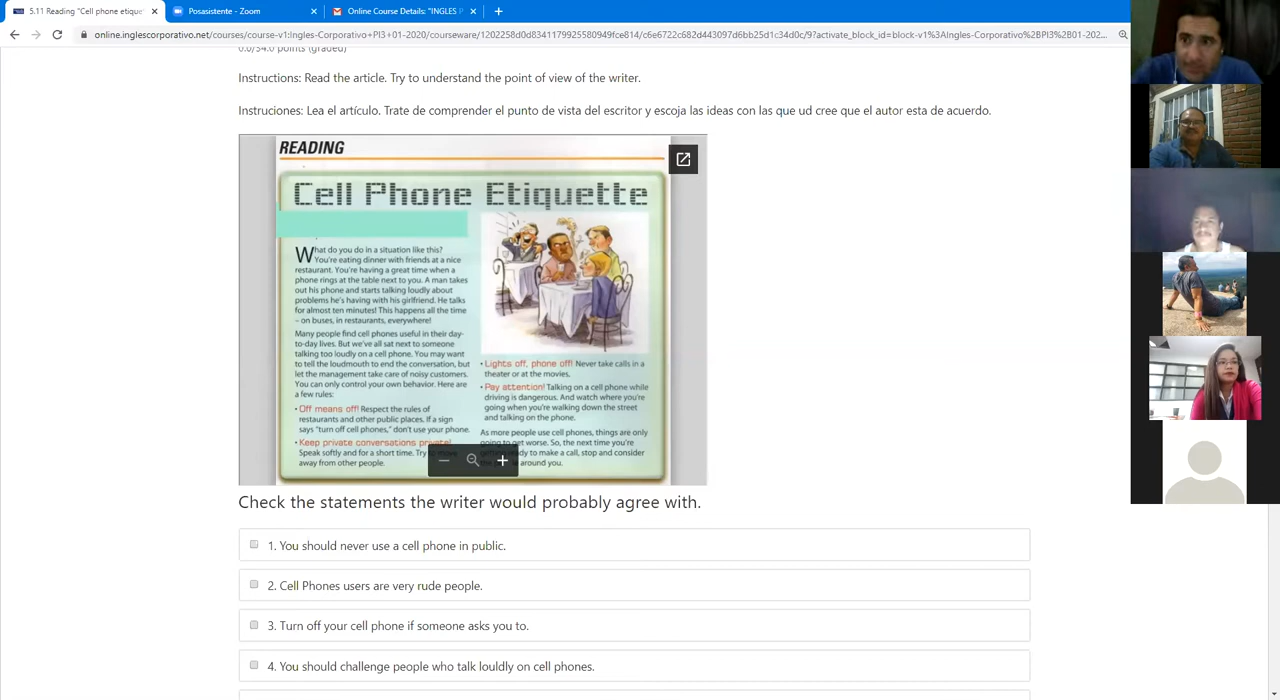 5.11 Reading "Cell phone etique
Posasistente - Zoom
Online Course Details: "INGLES P
online.inglescorporativo.net/courses/course-v1:Ingles-Corporativo+PI3+01-2020/courseware/1202258d0d8341179925580949fce814/c6e6722c682d443097d6bb25d1c34d0c/9?activate_block_id=block-v1%3AIngles-Corporativo%2BPI3%2B01-202...
0.0/54.0 points (graded)
Instructions: Read the article. Try to understand the point of view of the writer.
Instruciones: Lea el artículo. Trate de comprender el punto de vista del escritor y escoja las ideas con las que ud cree que el autor esta de acuerdo.
READING
Cell Phone Etiquette
What do you do in a situation like this?
You're eating dinner with friends at a nice
restaurant. You're having a great time when a
phone rings at the table next to you. A man takes
out his phone and starts talking loudly about
problems he's having with his girlfriend. He talks
for almost ten minutes! This happens all the time
– on buses, in restaurants, everywhere!
Many people find cell phones useful in their day-
to-day lives. But we've all sat next to someone
talking too loudly on a cell phone. You may want
to tell the loudmouth to end the conversation, but
let the management take care of noisy customers.
You can only control your own behavior. Here are
a few rules:
• Off means off! Respect the rules of
restaurants and other public places. If a sign
says "turn off cell phones," don't use your phone.
• Keep private conversations private!
Speak softly and for a short time. Try to move
away from other people.
• Lights off, phone off! Never take calls in a
theater or at the movies.
• Pay attention! Talking on a cell phone while
driving is dangerous. And watch where you're
going when you're walking down the street
and talking on the phone.
As more people use cell phones, things are only
going to get worse. So, the next time you're
ready to make a call, stop and consider
around you.
Check the statements the writer would probably agree with.
1. You should never use a cell phone in public.
2. Cell Phones users are very rude people.
3. Turn off your cell phone if someone asks you to.
4. You should challenge people who talk louldly on cell phones.